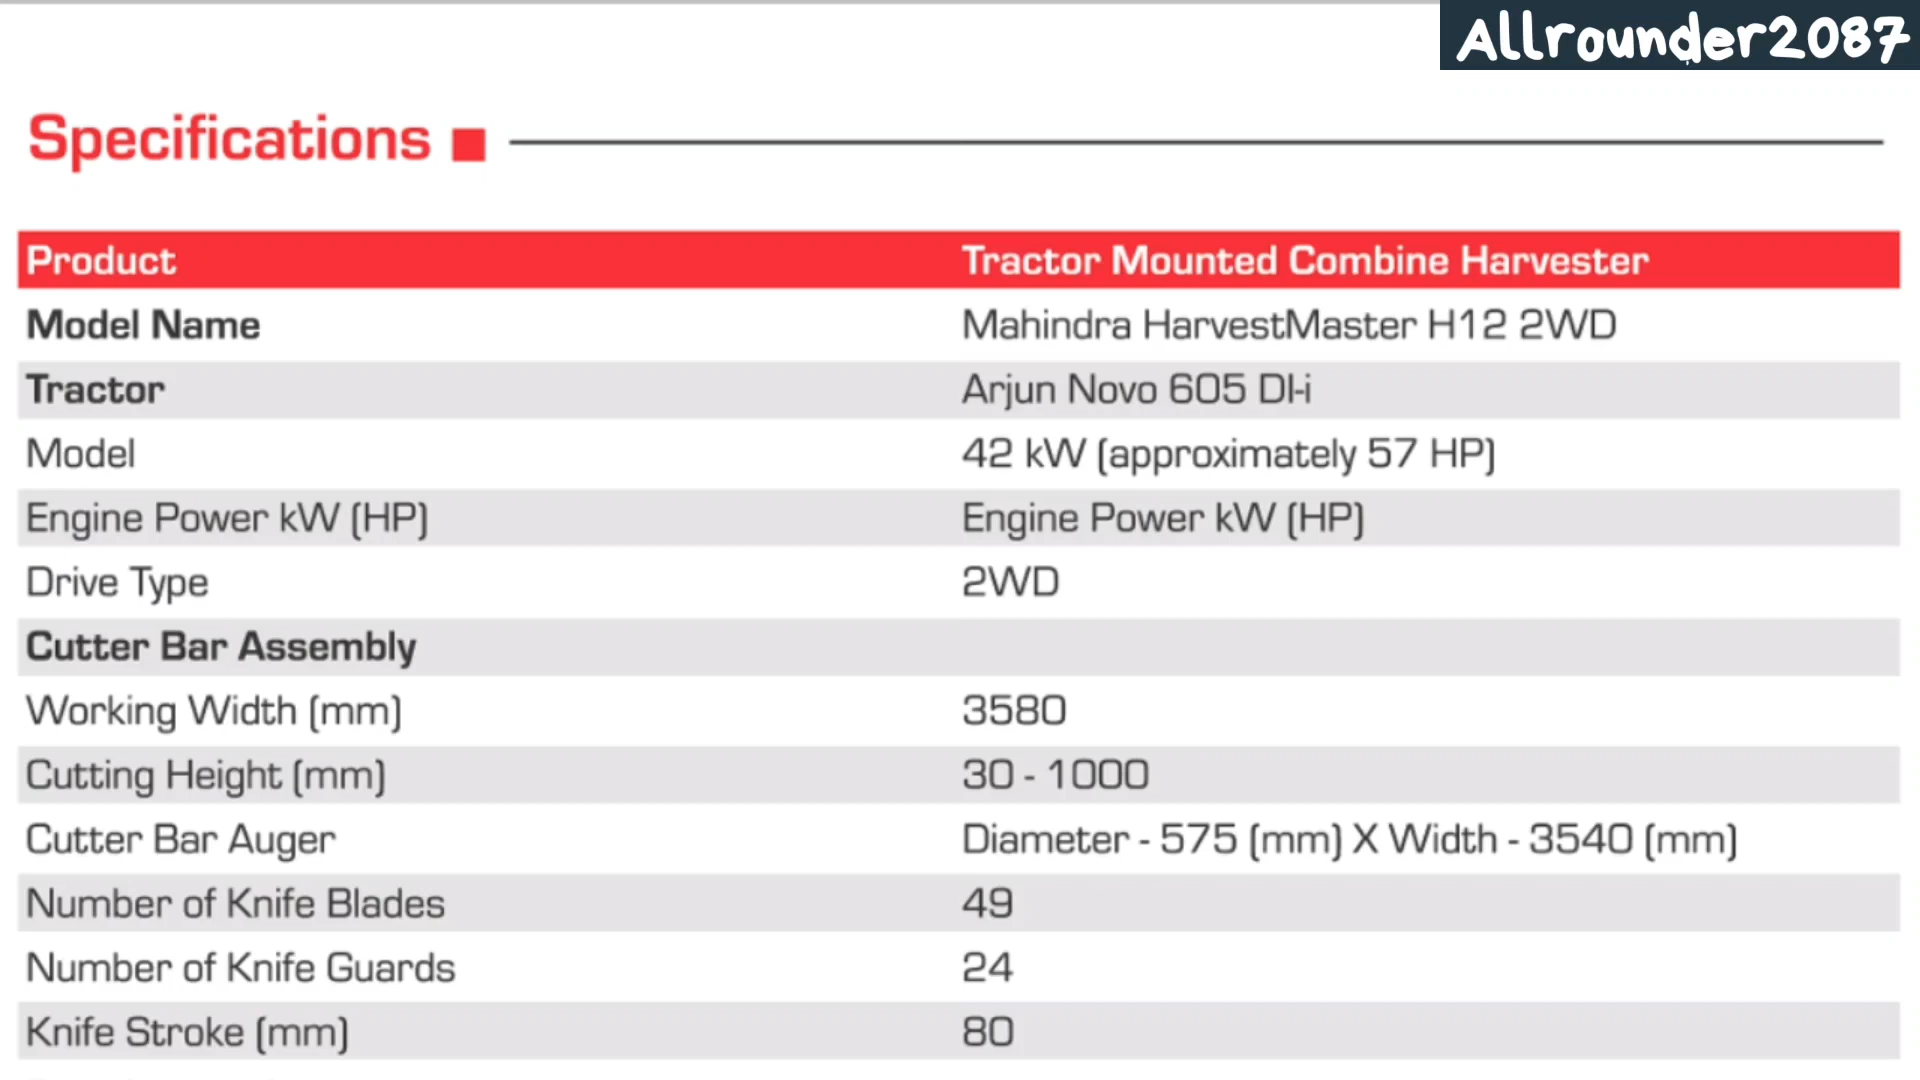 Allrounder2087
Specifications
Product Tractor Mounted Combine Harvester
Model Name Mahindra HarvestMaster H12 2WD
Tractor Arjun Novo 605 DI-i
Model 42 kW (approximately 57 HP)
Engine Power kW (HP) Engine Power kW (HP)
Drive Type 2WD
Cutter Bar Assembly
Working Width (mm) 3580
Cutting Height (mm) 30 - 1000
Cutter Bar Auger Diameter - 575 (mm) X Width - 3540 (mm)
Number of Knife Blades 49
Number of Knife Guards 24
Knife Stroke (mm) 80